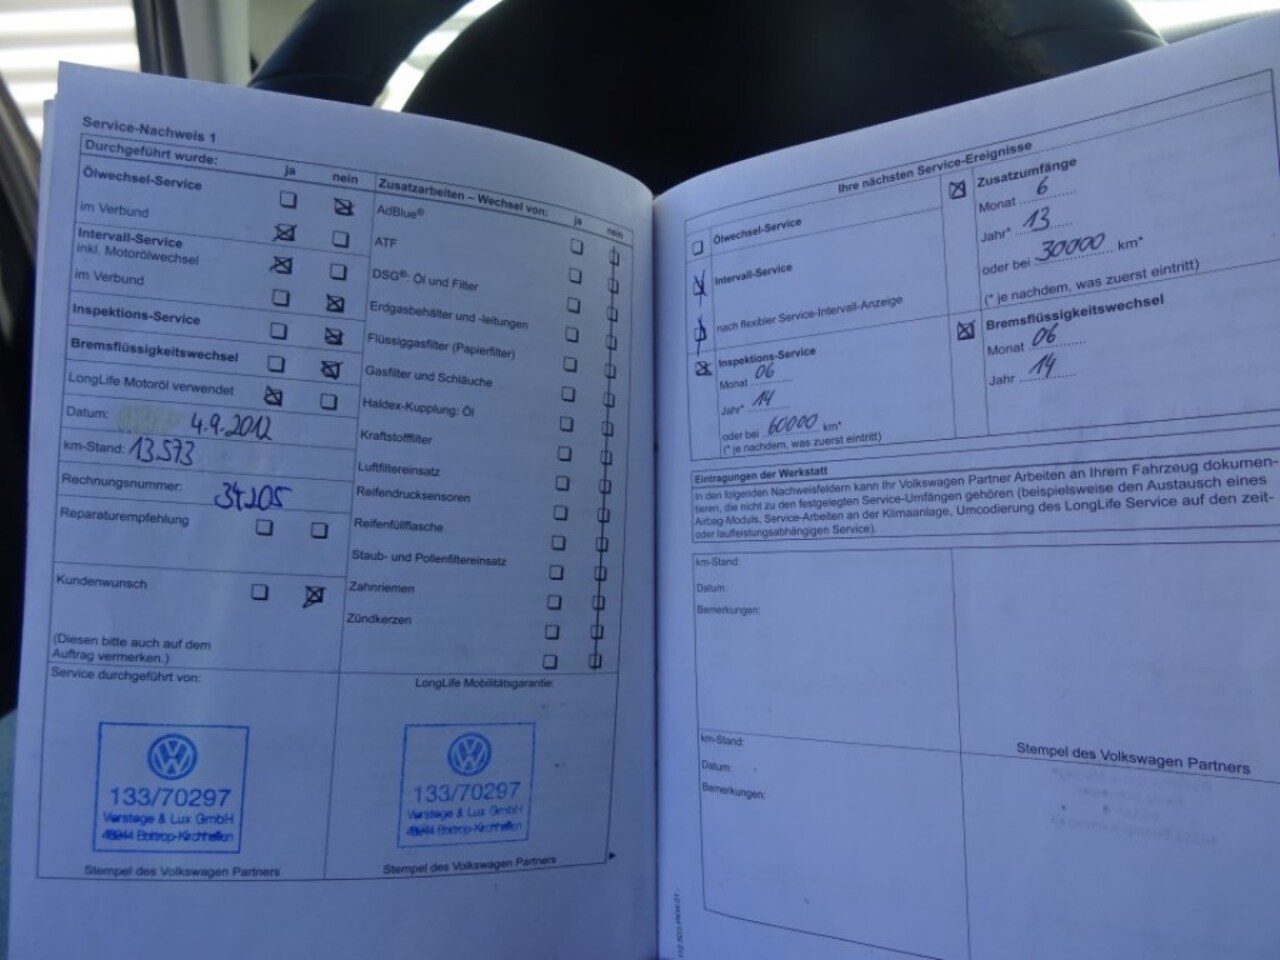 Service-Nachweis 1
Durchgeführt wurde:
ja
nein
Ölwechsel-Service
im Verbund
Intervall-Service
inkl. Motorölwechsel
im Verbund
Inspektions-Service
Bremsflüssigkeitswechsel
LongLife Motoröl verwendet
Datum: 4.9.2012
km-Stand: 13.573
Rechnungsnummer: 34205
Reparaturempfehlung
Kundenwunsch
(Diesen bitte auch auf dem
Auftrag vermerken.)
Zusatzarbeiten – Wechsel von:
ja
nein
AdBlue®
ATF
DSG®: Öl und Filter
Erdgasbehälter und -leitungen
Flüssiggasfilter (Papierfilter)
Gasfilter und Schläuche
Haldex-Kupplung: Öl
Kraftstofffilter
Luftfiltereinsatz
Reifendrucksensoren
Reifenfüllflasche
Staub- und Pollenfiltereinsatz
Zahnriemen
Zündkerzen
Service durchgeführt von:
133/70297
Verstege & Lux GmbH
46244 Bottrop-Kirchhellen
Stempel des Volkswagen Partners
LongLife Mobilitätsgarantie:
133/70297
Verstege & Lux GmbH
46244 Bottrop-Kirchhellen
Stempel des Volkswagen Partners
Ihre nächsten Service-Ereignisse
Ölwechsel-Service
Intervall-Service
nach flexibler Service-Intervall-Anzeige
Inspektions-Service
Monat 06
Jahr* 14
oder bei 60000 km*
(* je nachdem, was zuerst eintritt)
Zusatzumfänge
Monat 6
Jahr* 13
oder bei 30000 km*
(* je nachdem, was zuerst eintritt)
Bremsflüssigkeitswechsel
Monat 06
Jahr 14
Eintragungen der Werkstatt
In den folgenden Nachweisfeldern kann Ihr Volkswagen Partner Arbeiten an Ihrem Fahrzeug dokumen-
tieren, die nicht zu den festgelegten Service-Umfängen gehören (beispielsweise den Austausch eines
Airbag-Moduls, Service-Arbeiten an der Klimaanlage, Umcodierung des LongLife Service auf den zeit-
oder laufleistungsabhängigen Service).
km-Stand:
Datum:
Bemerkungen:
Stempel des Volkswagen Partners
km-Stand:
Datum:
Bemerkungen: